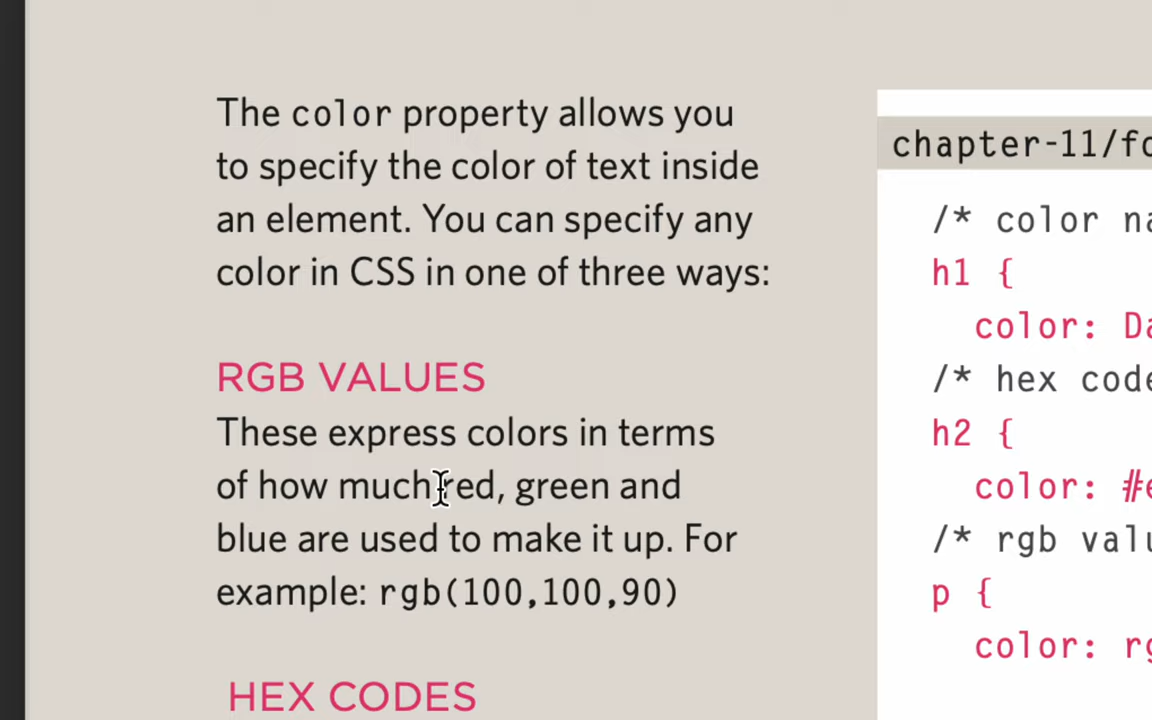 The color property allows you
to specify the color of text inside
an element. You can specify any
color in CSS in one of three ways:
RGB VALUES
These express colors in terms
of how much red, green and
blue are used to make it up. For
example: rgb(100,100,90)
HEX CODES
chapter-11/fo
/* color na
h1 {
color: Da
/* hex code
h2 {
color: #e
/* rgb valu
p {
color: rg